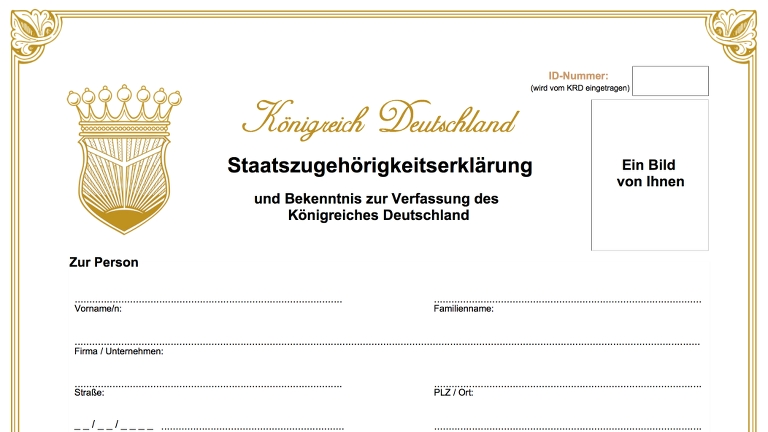 ID-Nummer:
(wird vom KRD eingetragen)
Königreich Deutschland
Staatszugehörigkeitserklärung
und Bekenntnis zur Verfassung des
Königreiches Deutschland
Ein Bild
von Ihnen
Zur Person
Vorname/n: Familienname:
Firma / Unternehmen:
Straße: PLZ / Ort:
_ _ / _ _ / _ _ _ _